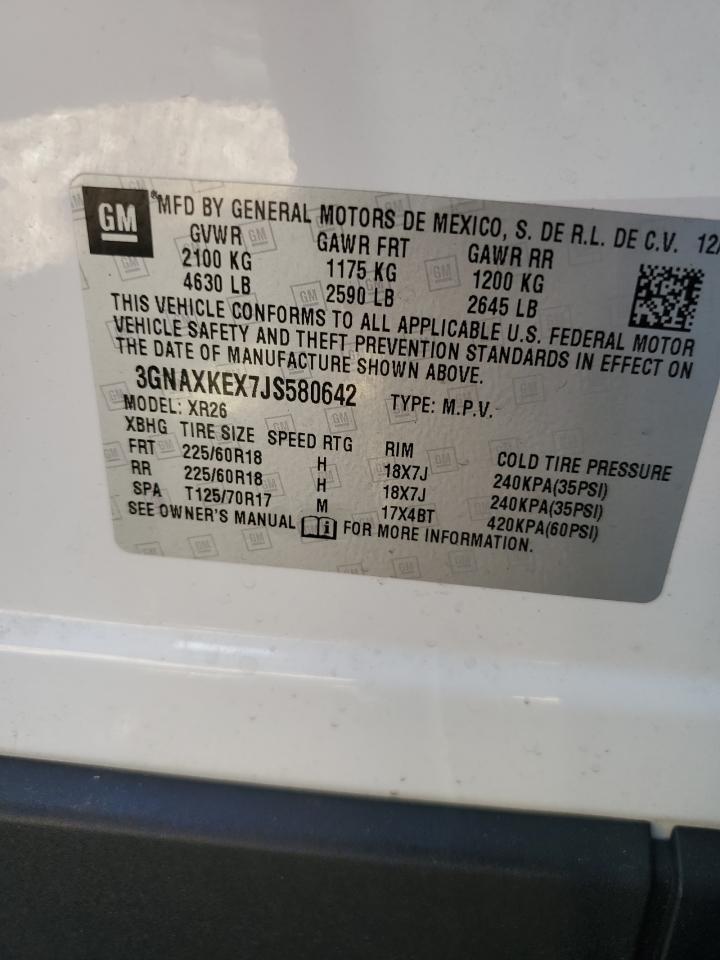 GM
*MFD BY GENERAL MOTORS DE MEXICO, S. DE R.L. DE C.V. 12/
GVWR GAWR FRT GAWR RR
2100 KG 1175 KG 1200 KG
4630 LB 2590 LB 2645 LB
THIS VEHICLE CONFORMS TO ALL APPLICABLE U.S. FEDERAL MOTOR
VEHICLE SAFETY AND THEFT PREVENTION STANDARDS IN EFFECT ON
THE DATE OF MANUFACTURE SHOWN ABOVE.
3GNAXKEX7JS580642 TYPE: M.P.V.
MODEL: XR26
XBHG TIRE SIZE SPEED RTG RIM COLD TIRE PRESSURE
FRT 225/60R18 H 18X7J 240KPA(35PSI)
RR 225/60R18 H 18X7J 240KPA(35PSI)
SPA T125/70R17 M 17X4BT 420KPA(60PSI)
SEE OWNER'S MANUAL i FOR MORE INFORMATION.